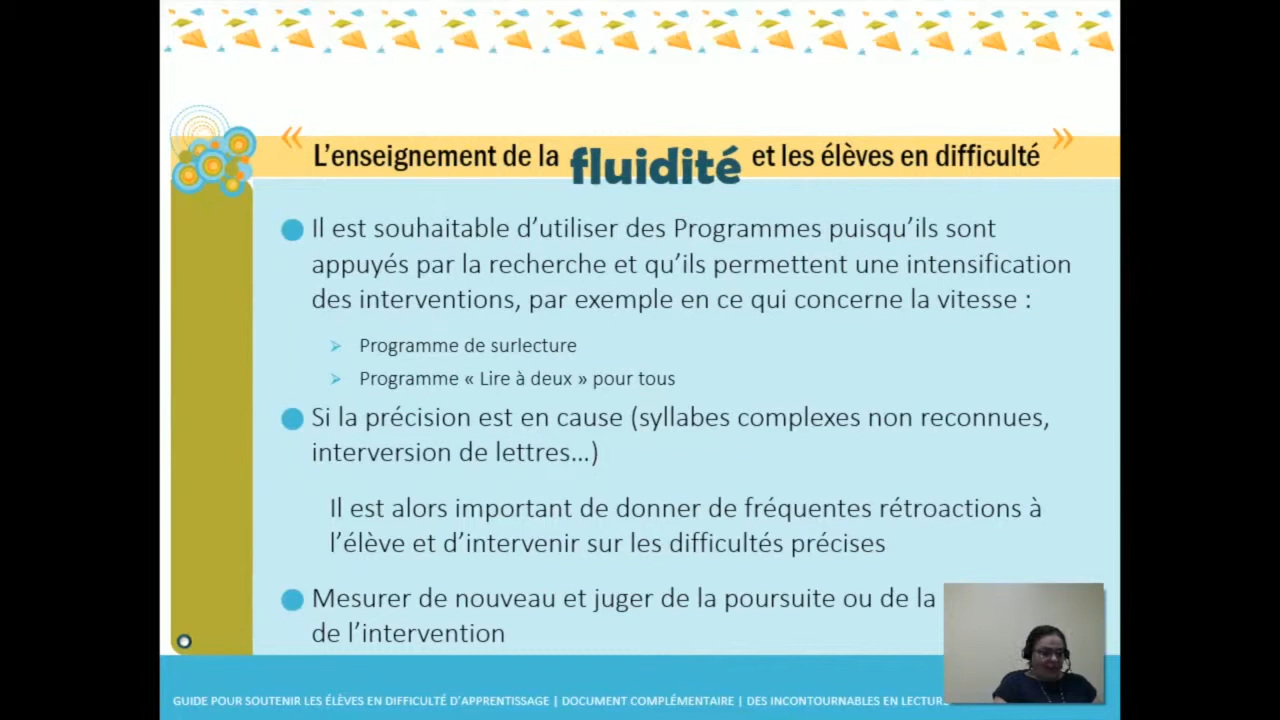 « L'enseignement de la fluidité et les élèves en difficulté »
Il est souhaitable d'utiliser des Programmes puisqu'ils sont
appuyés par la recherche et qu'ils permettent une intensification
des interventions, par exemple en ce qui concerne la vitesse :
Programme de surlecture
Programme « Lire à deux » pour tous
Si la précision est en cause (syllabes complexes non reconnues,
interversion de lettres…)
Il est alors important de donner de fréquentes rétroactions à
l'élève et d'intervenir sur les difficultés précises
Mesurer de nouveau et juger de la poursuite ou de la
de l'intervention
GUIDE POUR SOUTENIR LES ÉLÈVES EN DIFFICULTÉ D'APPRENTISSAGE | DOCUMENT COMPLÉMENTAIRE | DES INCONTOURNABLES EN LECTURE